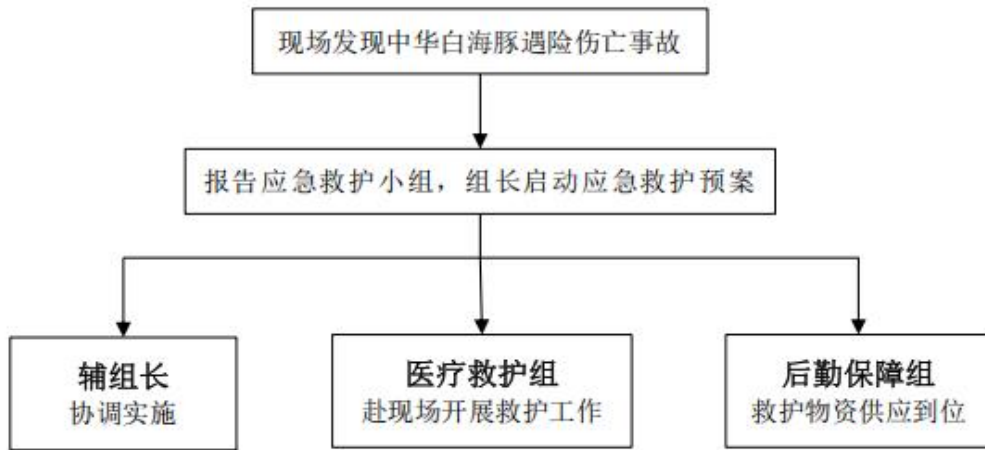 现场发现中华白海豚遇险伤亡事故
报告应急救护小组，组长启动应急救护预案
辅组长
协调实施
医疗救护组
赴现场开展救护工作
后勤保障组
救护物资供应到位